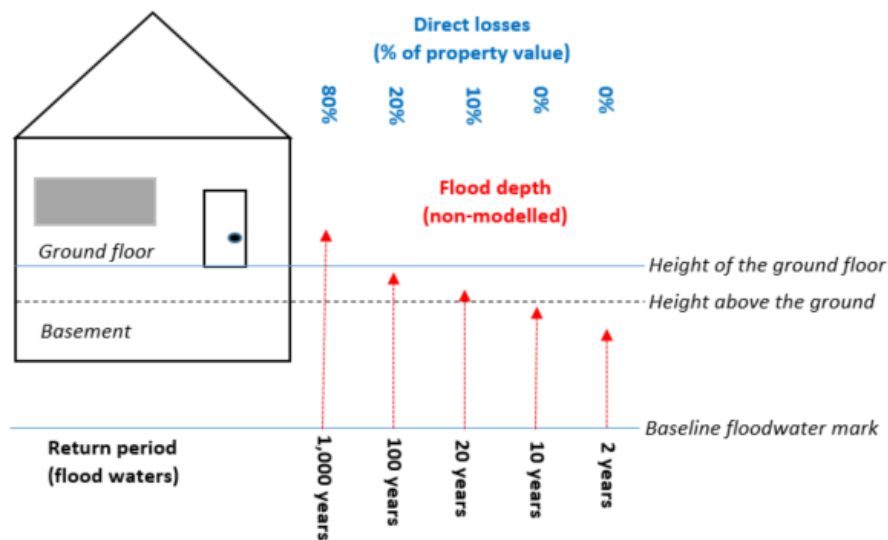 Direct losses
(% of property value)
80%
20%
10%
0%
0%
Flood depth
(non-modelled)
Ground floor
Height of the ground floor
Height above the ground
Basement
Baseline floodwater mark
Return period
(flood waters)
1,000 years
100 years
20 years
10 years
2 years